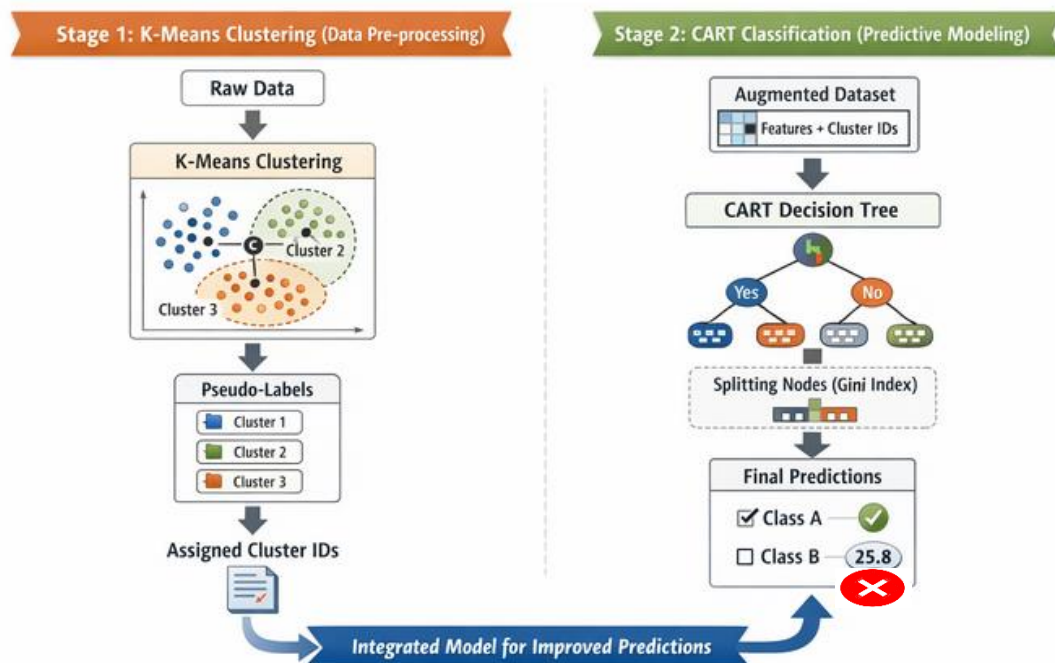 Stage 1: K-Means Clustering (Data Pre-processing)
Raw Data
K-Means Clustering
C
Cluster 2
Cluster 3
Pseudo-Labels
Cluster 1
Cluster 2
Cluster 3
Assigned Cluster IDs
Stage 2: CART Classification (Predictive Modeling)
Augmented Dataset
Features + Cluster IDs
CART Decision Tree
Yes
No
Splitting Nodes (Gini Index)
Final Predictions
Class A
Class B
25.8
Integrated Model for Improved Predictions